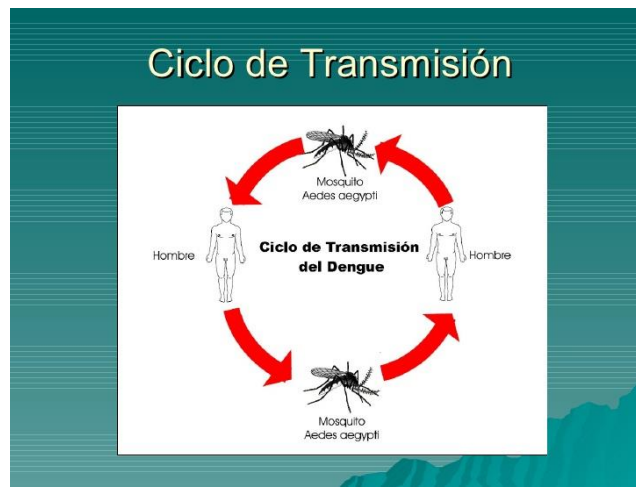 Ciclo de Transmisión
Mosquito
Aedes aegypti
Hombre
Ciclo de Transmisión
del Dengue
Hombre
Mosquito
Aedes aegypti